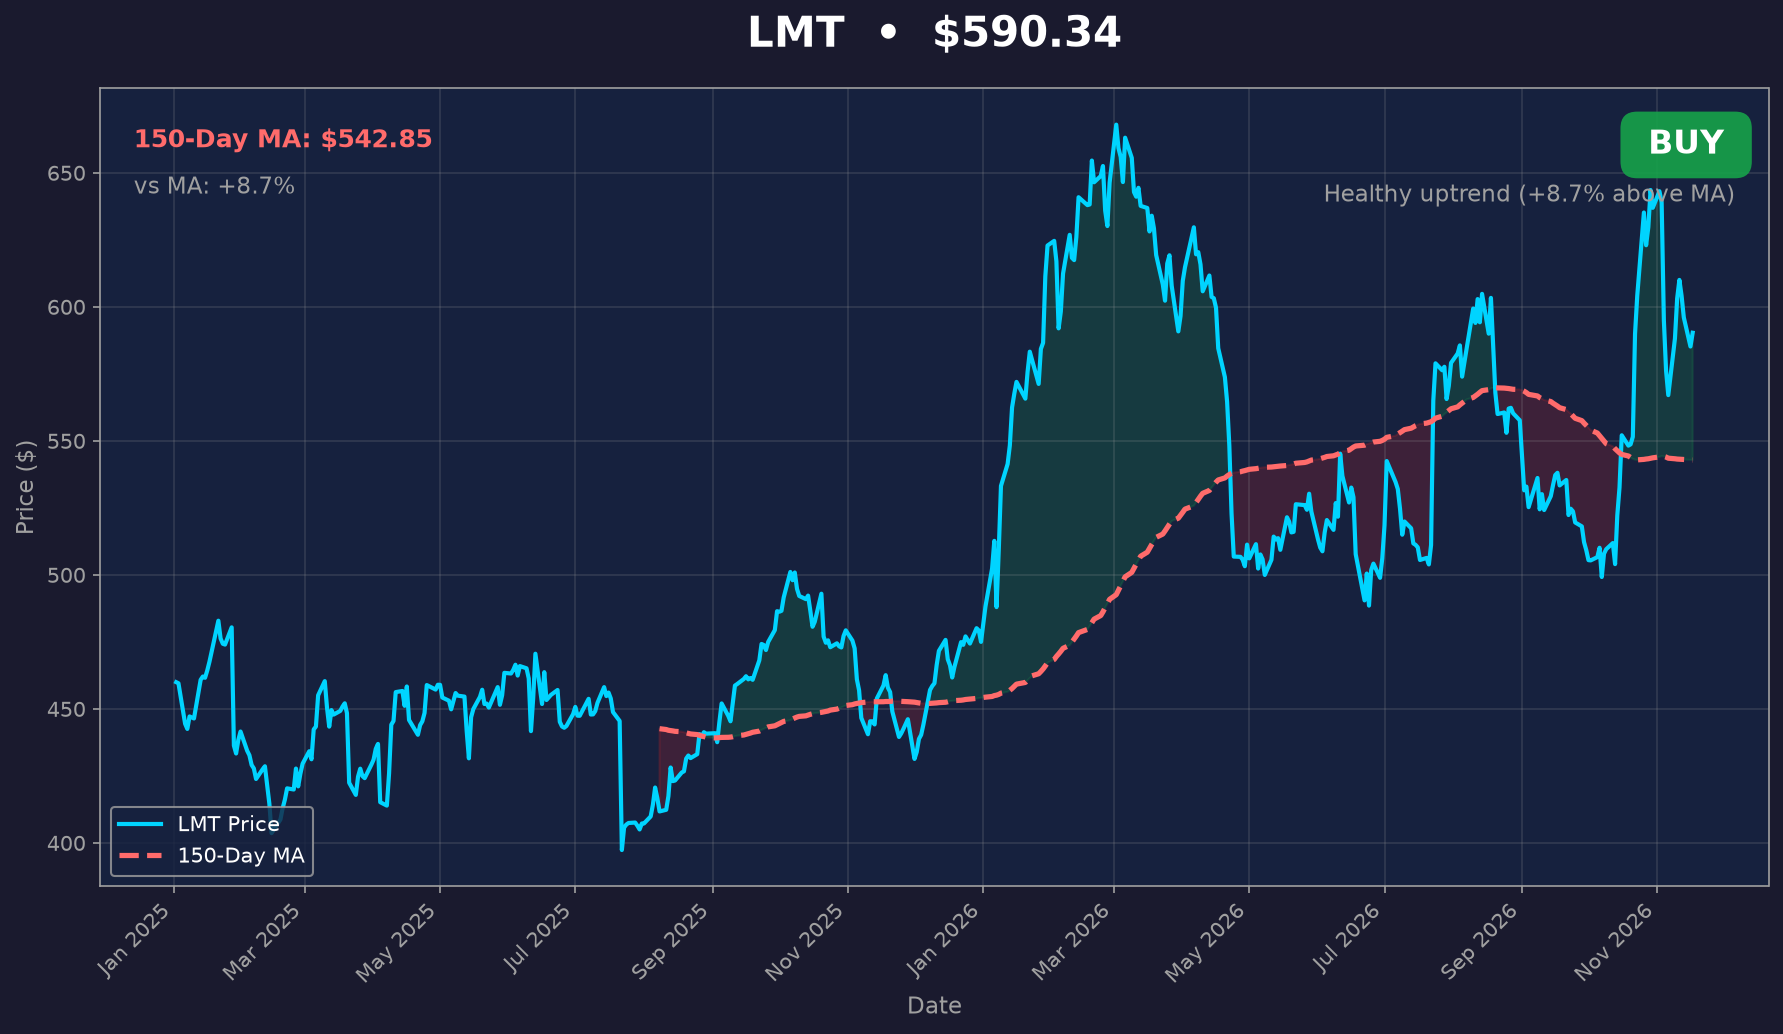 LMT • $590.34
150-Day MA: $542.85
vs MA: +8.7%
BUY
Healthy uptrend (+8.7% above MA)
Price ($)
650
600
550
500
450
400
LMT Price
150-Day MA
Jan 2025
Mar 2025
May 2025
Jul 2025
Sep 2025
Nov 2025
Jan 2026
Mar 2026
May 2026
Jul 2026
Sep 2026
Nov 2026
Date